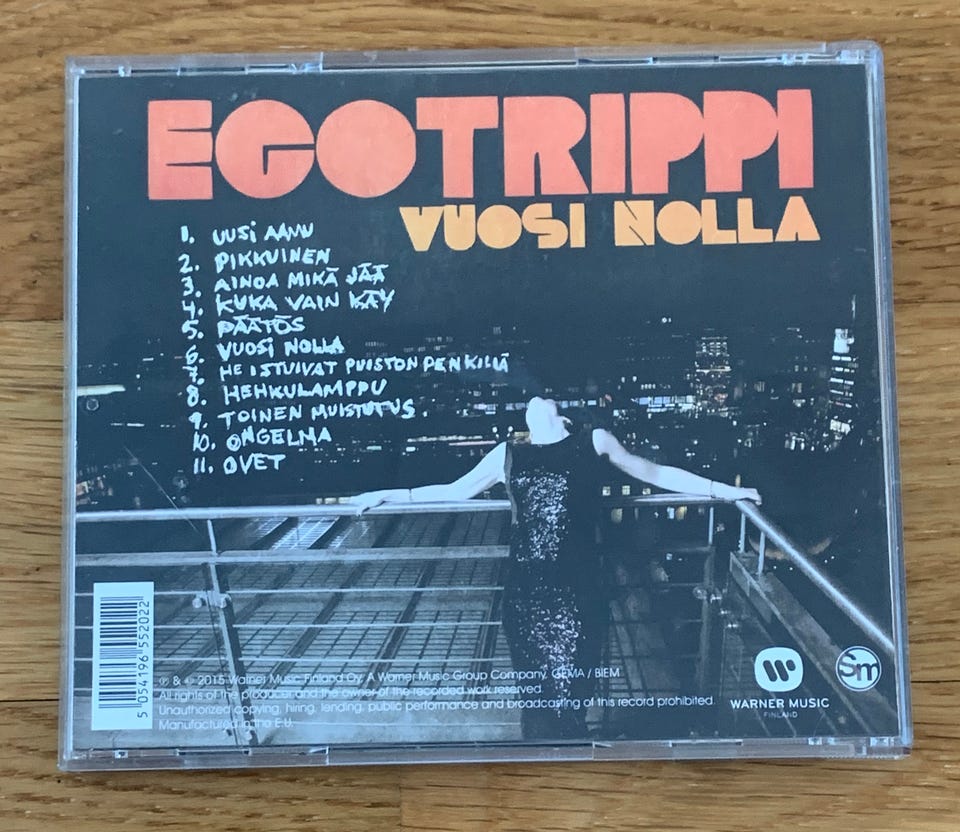 EGOTRIPPI
VUOSI NOLLA
1. UUSI AAMU
2. PIKKUINEN
3. AINOA MIKÄ JÄÄ
4. KUKA VAIN KÄY
5. PÄÄTÖS
6. VUOSI NOLLA
7. HE ISTUIVAT PUISTON PENKILLÄ
8. HEHKULAMPPU
9. TOINEN MUISTUTUS.
10. ONGELMA
11. OVET
5 054196 552022
℗ & © 2015 Warner Music Finland Oy, A Warner Music Group Company. GEMA / BIEM
All rights of the producer and the owner of the recorded work reserved.
Unauthorized copying, hiring, lending, public performance and broadcasting of this record prohibited.
Manufactured in the E.U.
WARNER MUSIC
FINLAND
Sm